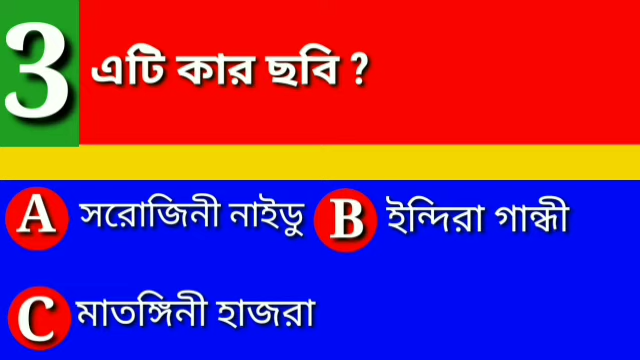 3 এটি কার ছবি ?
A সরোজিনী নাইডু B ইন্দিরা গান্ধী
C মাতঙ্গিনী হাজরা